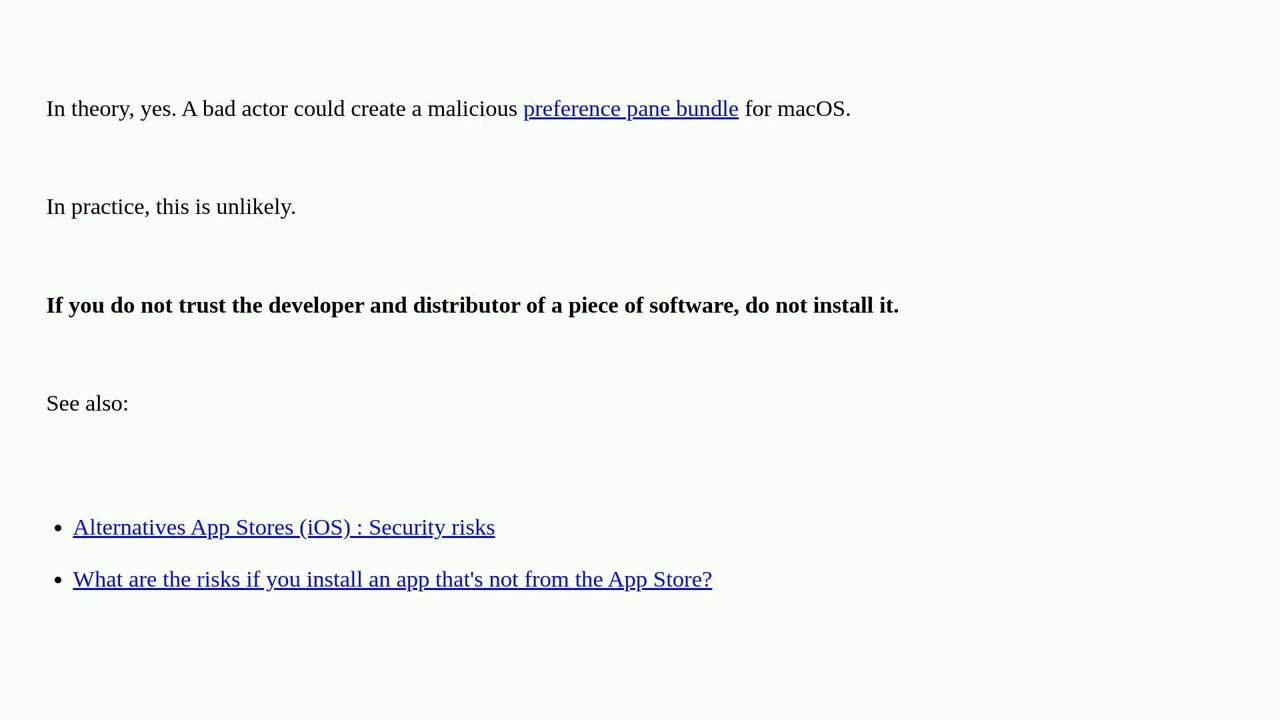 In theory, yes. A bad actor could create a malicious preference pane bundle for macOS.
In practice, this is unlikely.
If you do not trust the developer and distributor of a piece of software, do not install it.
See also:
• Alternatives App Stores (iOS) : Security risks
• What are the risks if you install an app that's not from the App Store?